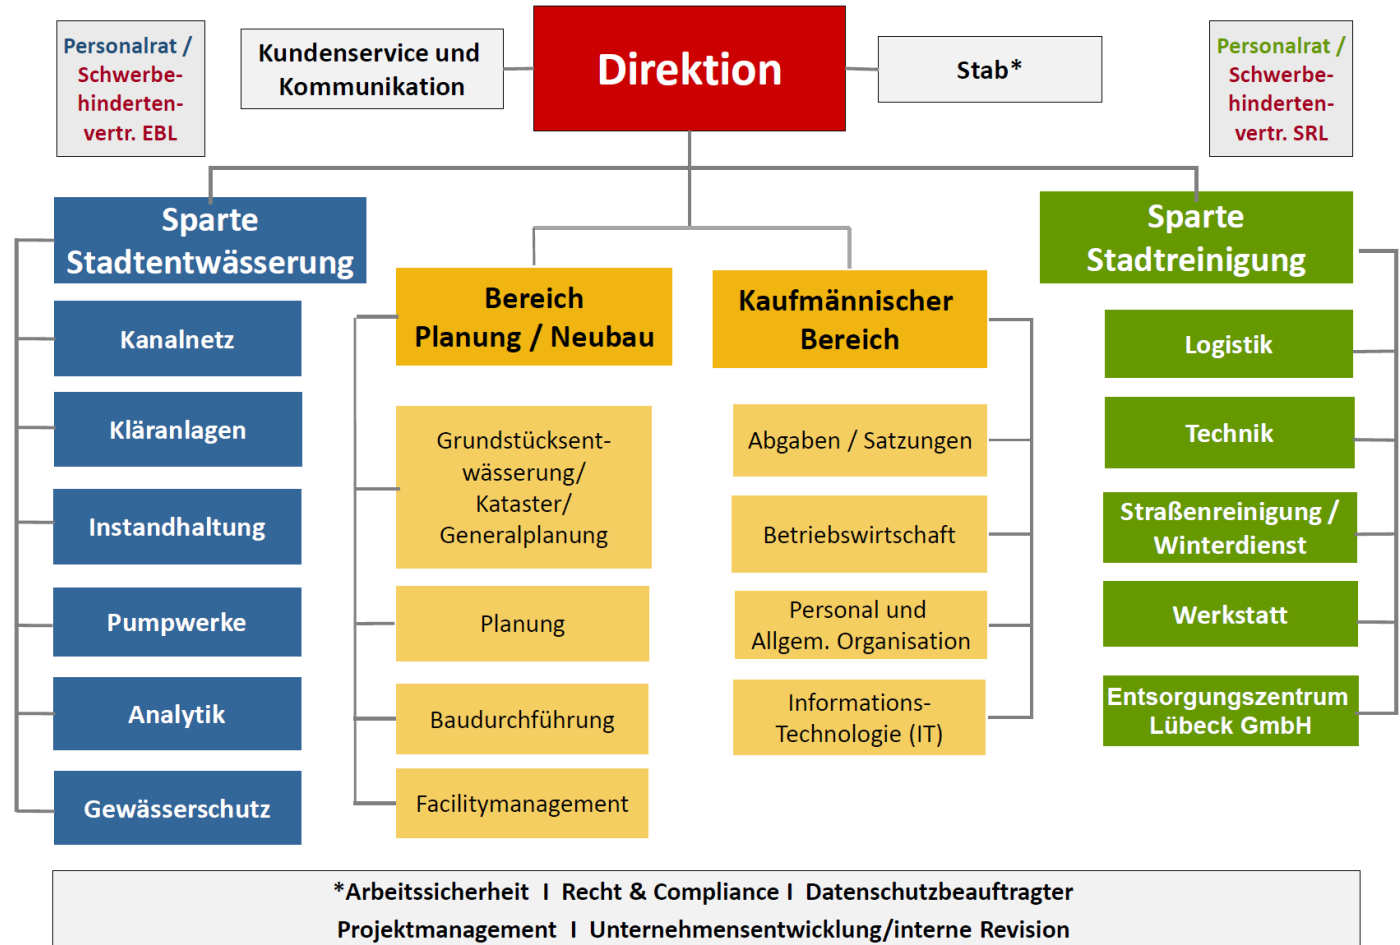 Personalrat /
Schwerbe-
hinderten-
vertr. EBL
Kundenservice und
Kommunikation
Direktion
Stab*
Personalrat /
Schwerbe-
hinderten-
vertr. SRL
Sparte
Stadtentwässerung
Kanalnetz
Kläranlagen
Instandhaltung
Pumpwerke
Analytik
Gewässerschutz
Bereich
Planung / Neubau
Grundstücksent-
wässerung/
Kataster/
Generalplanung
Planung
Baudurchführung
Facilitymanagement
Kaufmännischer
Bereich
Abgaben / Satzungen
Betriebswirtschaft
Personal und
Allgem. Organisation
Informations-
Technologie (IT)
Sparte
Stadtreinigung
Logistik
Technik
Straßenreinigung /
Winterdienst
Werkstatt
Entsorgungszentrum
Lübeck GmbH
*Arbeitssicherheit I Recht & Compliance I Datenschutzbeauftragter
Projektmanagement I Unternehmensentwicklung/interne Revision